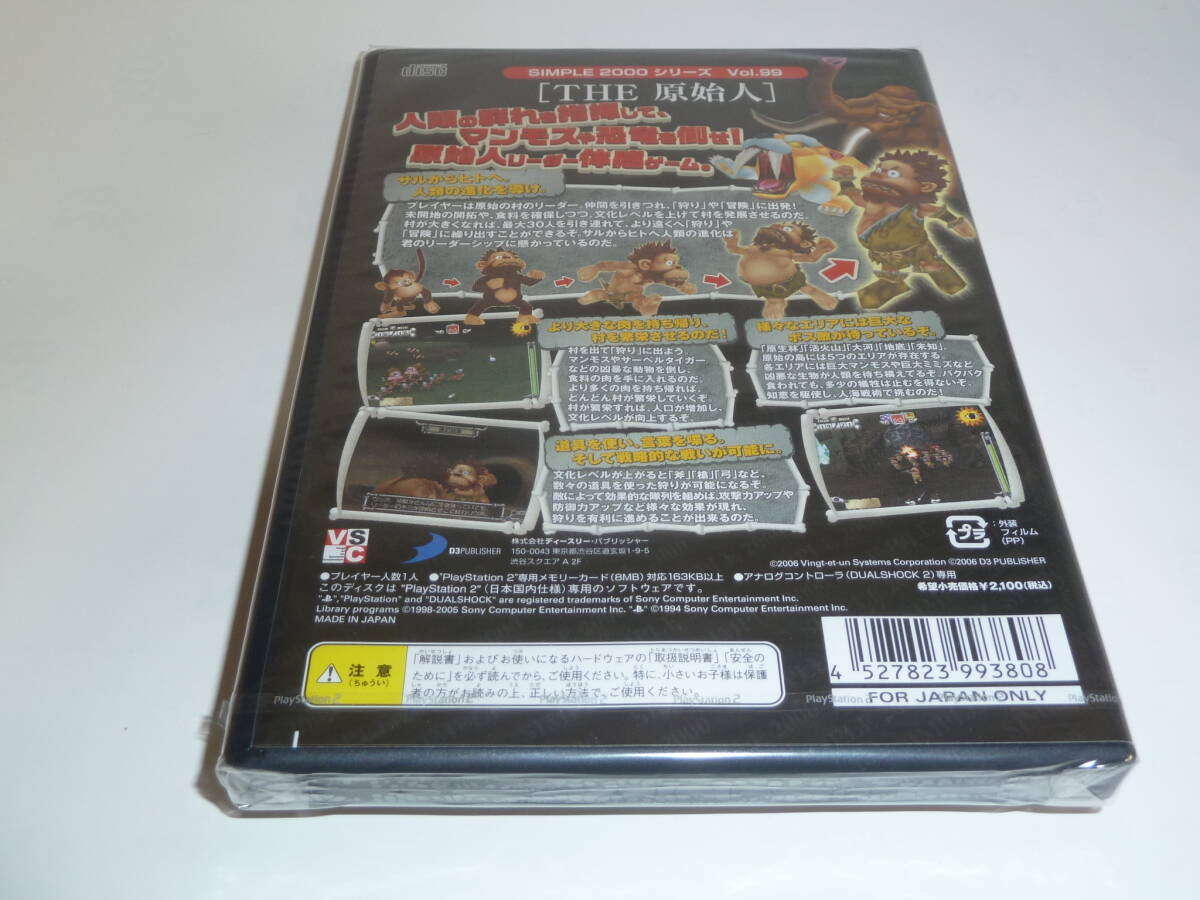 COMPACT
disc
SIMPLE 2000 シリーズ Vol.99
[THE 原始人]
人類の群れを指揮して、
マンモスや恐竜を倒せ!
原始人リーダー体感ゲーム。
サルからヒトへ。
人類の進化を導け。
プレイヤーは原始の村のリーダー。仲間を引きつれ、「狩り」や「冒険」に出発!
未開地の開拓や、食料を確保しつつ、文化レベルを上げて村を発展させるのだ。
村が大きくなれば、最大30人を引き連れて、より遠くへ「狩り」や
「冒険」に繰り出すことができるぞ。サルからヒトへ人類の進化は
君のリーダーシップに懸かっているのだ。
より大きな肉を持ち帰り、
村を繁栄させるのだ!
村を出て「狩り」に出よう。
マンモスやサーベルタイガー
などの凶暴な動物を倒し、
食料の肉を手に入れるのだ。
より多くの肉を持ち帰れば、
どんどん村が繁栄していくぞ。
村が繁栄すれば、人口が増加し、
文化レベルが向上するぞ。
様々なエリアには巨大な
ボス敵が待っているぞ。
「原生林」「活火山」「大河」「地底」「未知」。
原始の島には5つのエリアが存在する。
各エリアには巨大マンモスや巨大ミミズなど
凶悪な生物が人類を待ち構えてるぞ。バクバク
食われても、多少の犠牲は止むを得ないぞ。
知恵を駆使し、人海戦術で挑むのだ!
道具を使い、言葉を喋る。
そして戦略的な戦いが可能に。
文化レベルが上がると「斧」「槍」「弓」など、
数々の道具を使った狩りが可能になるぞ。
敵によって効果的な隊列を組めば、攻撃力アップや
防御力アップなど様々な効果が現れ、
狩りを有利に進めることが出来るのだ。
VSC
D3PUBLISHER
株式会社ディースリー・パブリッシャー
150-0043 東京都渋谷区道玄坂1-9-5
渋谷スクエア A 2F
プラ
:外装
フィルム
(PP)
©2006 Vingt-et-un Systems Corporation ©2006 D3 PUBLISHER
●プレイヤー人数1人 ●"PlayStation 2"専用メモリーカード(8MB)対応163KB以上 ●アナログコントローラ(DUALSHOCK 2)専用
このディスクは "PlayStation 2"(日本国内仕様)専用のソフトウェアです。
希望小売価格¥2,100(税込)
" ","PlayStation" and "DUALSHOCK" are registered trademarks of Sony Computer Entertainment Inc.
Library programs ©1998-2005 Sony Computer Entertainment Inc. " " ©1994 Sony Computer Entertainment Inc.
MADE IN JAPAN
注意
(ちゅうい)
「解説書」およびお使いになるハードウェアの「取扱説明書」「安全の
ために」を必ず読んでから、ご使用ください。特に、小さいお子様は保護
者の方がお読みの上、正しい方法で、ご使用ください。
4 527823 993808
FOR JAPAN ONLY
PlayStation 2
PlayStation 2
PlayStation 2
PlayStation 2